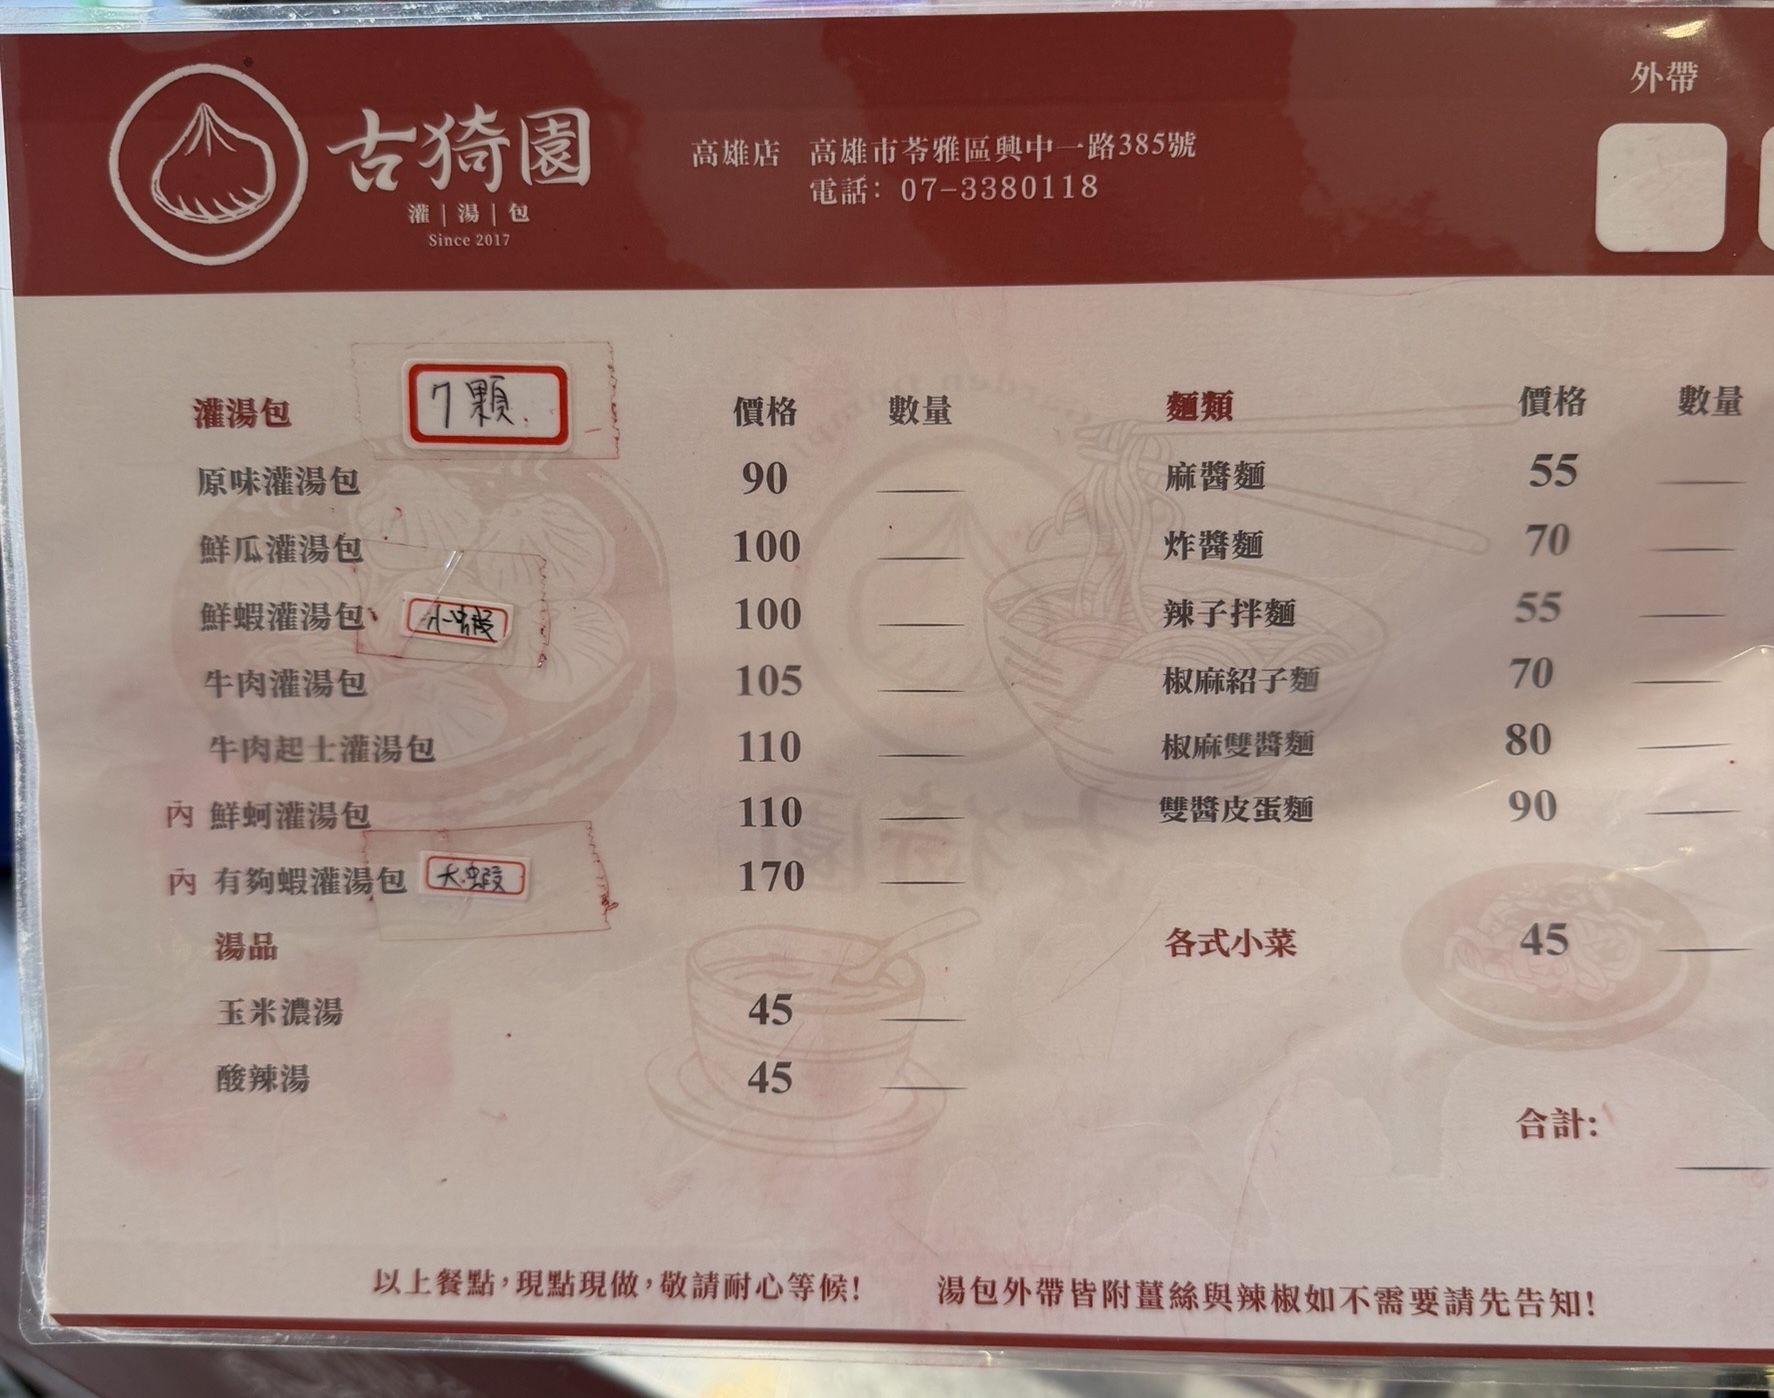 古猗園
灌|湯|包
Since 2017
高雄店 高雄市苓雅區興中一路385號
電話: 07-3380118
外帶
灌湯包 7顆 價格 數量
原味灌湯包 90
鮮瓜灌湯包 100
鮮蝦灌湯包 小蝦 100
牛肉灌湯包 105
牛肉起士灌湯包 110
內 鮮蚵灌湯包 110
內 有夠蝦灌湯包 大蝦 170
湯品
玉米濃湯 45
酸辣湯 45
麵類 價格 數量
麻醬麵 55
炸醬麵 70
辣子拌麵 55
椒麻紹子麵 70
椒麻雙醬麵 80
雙醬皮蛋麵 90
各式小菜 45
合計:
以上餐點,現點現做,敬請耐心等候!
湯包外帶皆附薑絲與辣椒如不需要請先告知!